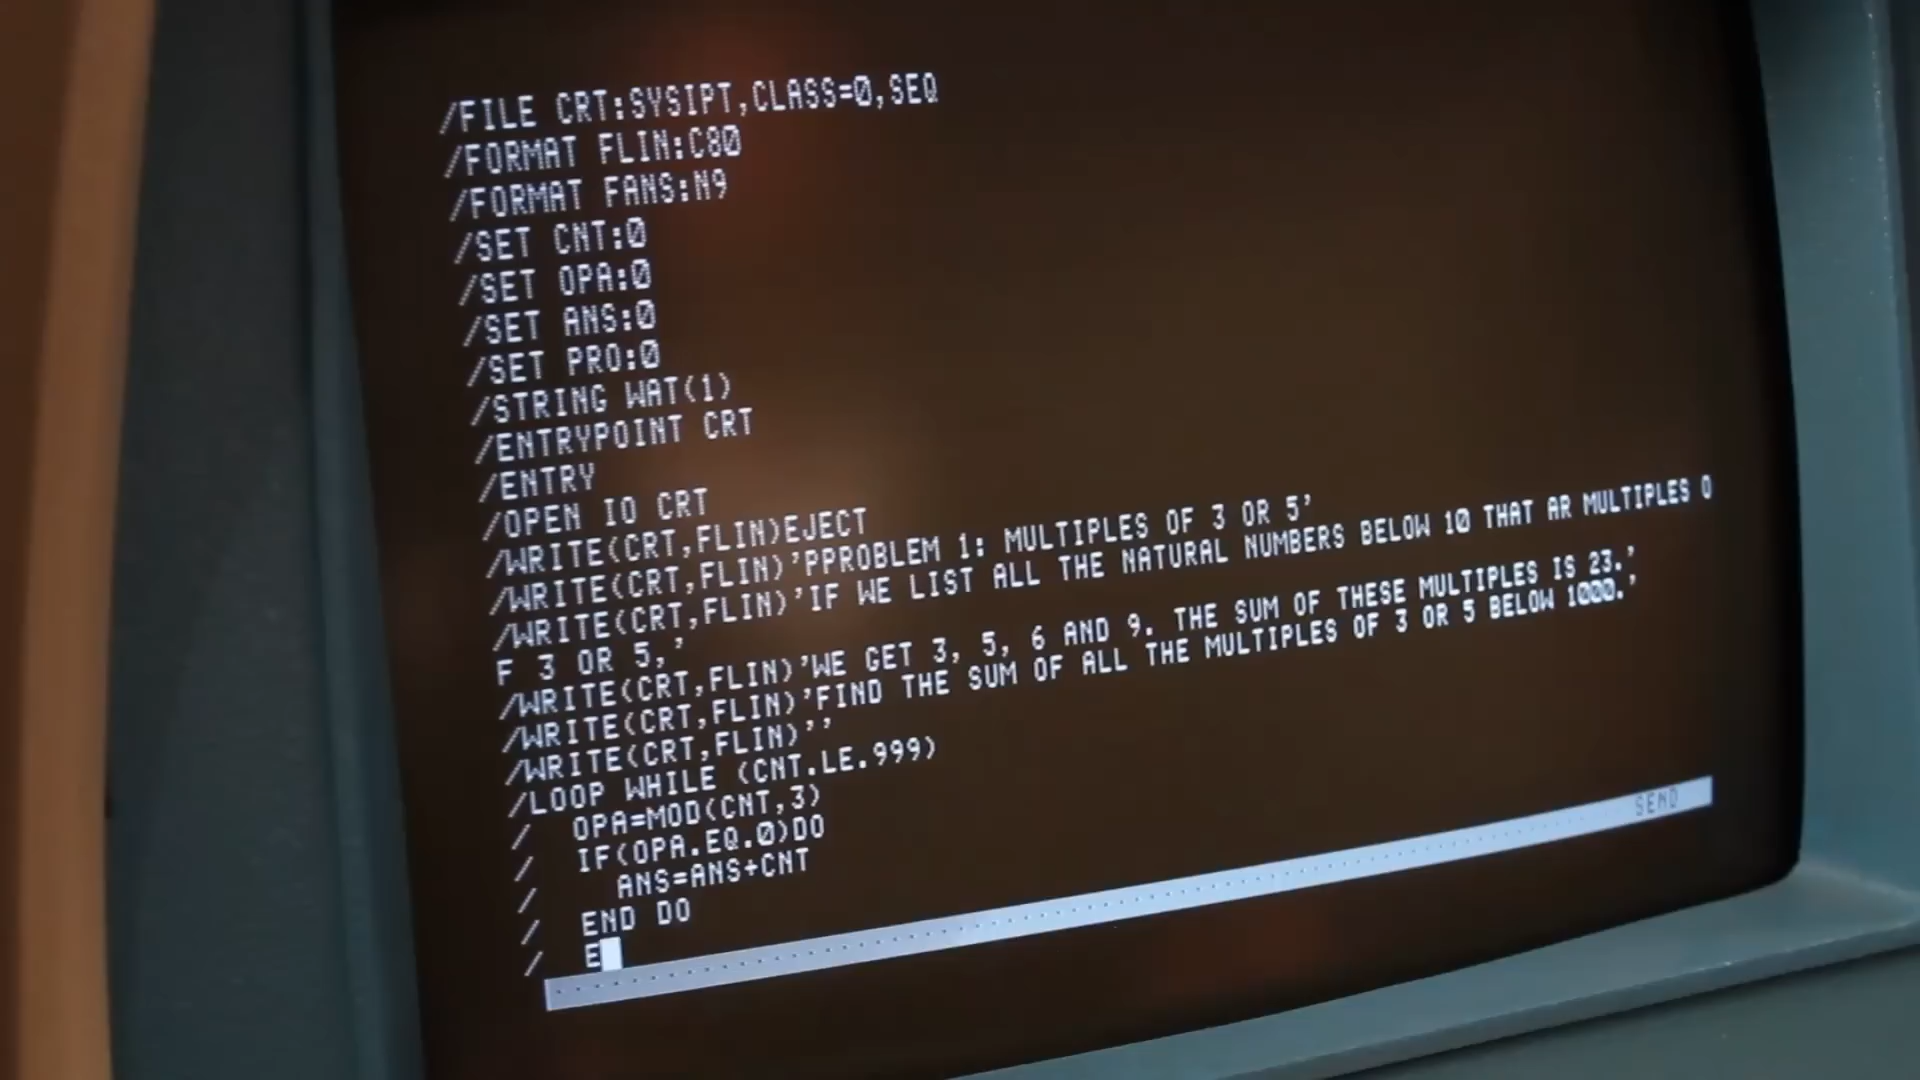 /FILE CRT:SYSIPT,CLASS=0,SEQ
/FORMAT FLIN:C80
/FORMAT FANS:N9
/SET CNT:0
/SET OPA:0
/SET ANS:0
/SET PRO:0
/STRING WAT(1)
/ENTRYPOINT CRT
/ENTRY
/OPEN IO CRT
/WRITE(CRT,FLIN)EJECT
/WRITE(CRT,FLIN)'PPROBLEM 1: MULTIPLES OF 3 OR 5'
/WRITE(CRT,FLIN)'IF WE LIST ALL THE NATURAL NUMBERS BELOW 10 THAT AR MULTIPLES O
F 3 OR 5,'
/WRITE(CRT,FLIN)'WE GET 3, 5, 6 AND 9. THE SUM OF THESE MULTIPLES IS 23.'
/WRITE(CRT,FLIN)'FIND THE SUM OF ALL THE MULTIPLES OF 3 OR 5 BELOW 1000.'
/WRITE(CRT,FLIN)''
/LOOP WHILE (CNT.LE.999)
/   OPA=MOD(CNT,3)
/   IF(OPA.EQ.0)DO
/     ANS=ANS+CNT
/   END DO
/   E
SEND